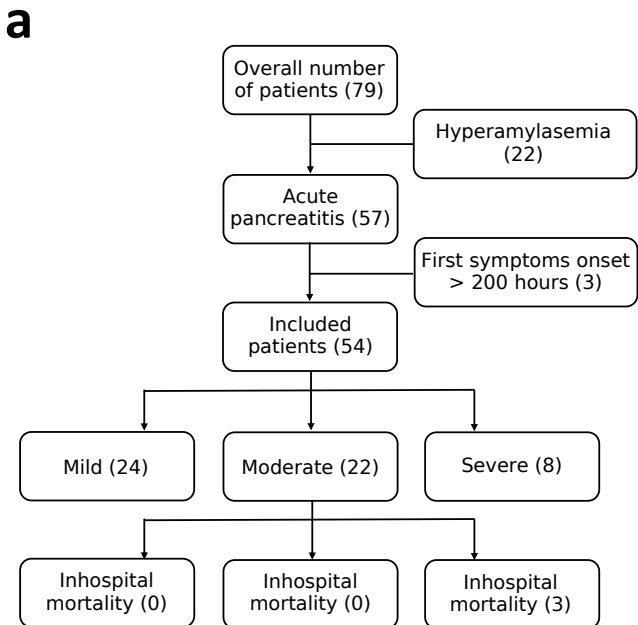 a
Overall number
of patients (79)
Hyperamylasemia
(22)
Acute
pancreatitis (57)
First symptoms onset
> 200 hours (3)
Included
patients (54)
Mild (24)
Moderate (22)
Severe (8)
Inhospital
mortality (0)
Inhospital
mortality (0)
Inhospital
mortality (3)